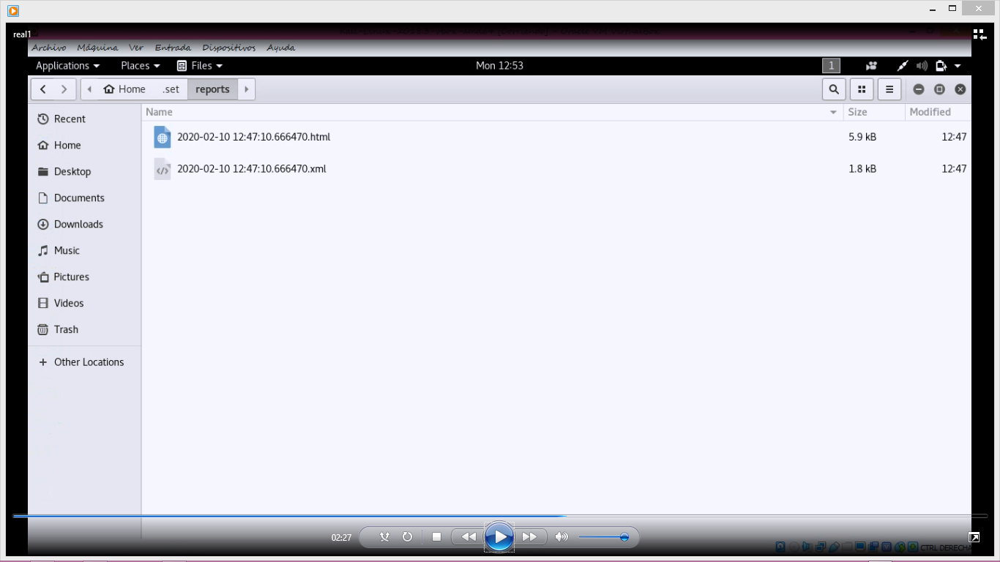 real1
Archivo Máquina Ver Entrada Dispositivos Ayuda
Applications Places Files Mon 12:53 1
Home .set reports
Name Size Modified
Recent
2020-02-10 12:47:10.666470.html 5.9 kB 12:47
Home
2020-02-10 12:47:10.666470.xml 1.8 kB 12:47
Desktop
Documents
Downloads
Music
Pictures
Videos
Trash
+ Other Locations
02:27
CTRL DERECHA